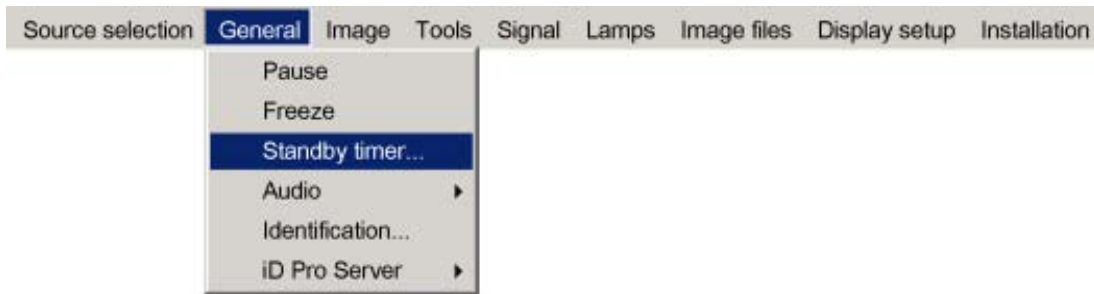 Source selection General Image Tools Signal Lamps Image files Display setup Installation
Pause
Freeze
Standby timer...
Audio
Identification...
iD Pro Server